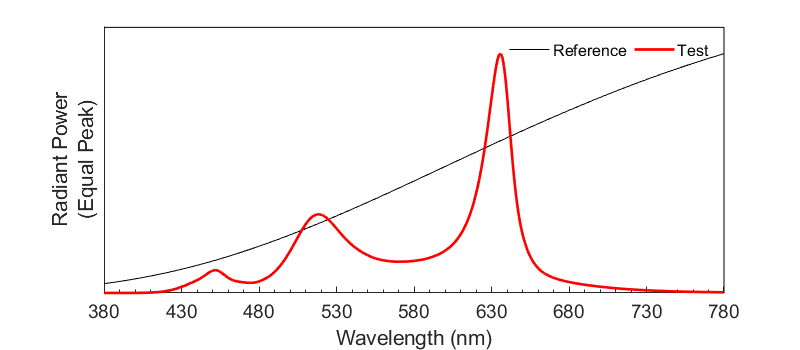 Radiant Power
(Equal Peak)
Reference
Test
380 430 480 530 580 630 680 730 780
Wavelength (nm)